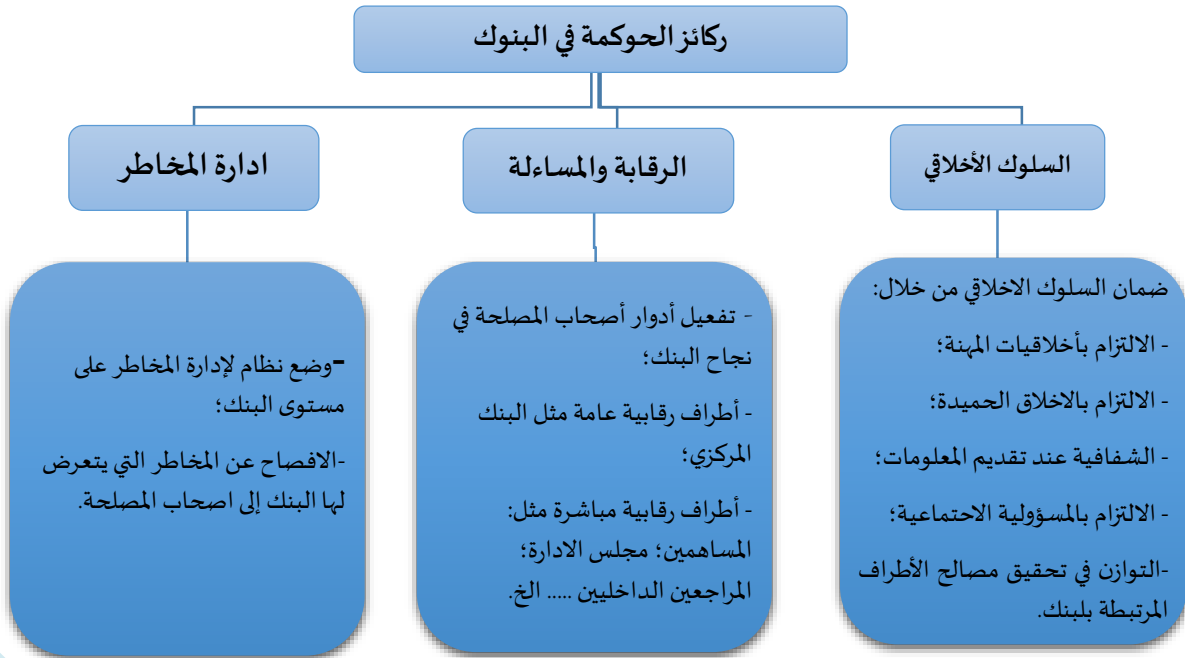 ركائز الحوكمة في البنوك
السلوك الأخلاقي
الرقابة والمساءلة
ادارة المخاطر
ضمان السلوك الاخلاقي من خلال:
- الالتزام بأخلاقيات المهنة؛
- الالتزام بالاخلاق الحميدة؛
- الشفافية عند تقديم المعلومات؛
- الالتزام بالمسؤولية الاحتماعية؛
-التوازن في تحقيق مصالح الأطراف
المرتبطة بلبنك.
- تفعيل أدوار أصحاب المصلحة في
نجاح البنك؛
- أطراف رقابية عامة مثل البنك
المركزي؛
- أطراف رقابية مباشرة مثل:
المساهمين؛ مجلس الادارة؛
المراجعين الداخليين ..... الخ.
-وضع نظام لإدارة المخاطر على
مستوى البنك؛
-الافصاح عن المخاطر التي يتعرض
لها البنك إلى اصحاب المصلحة.